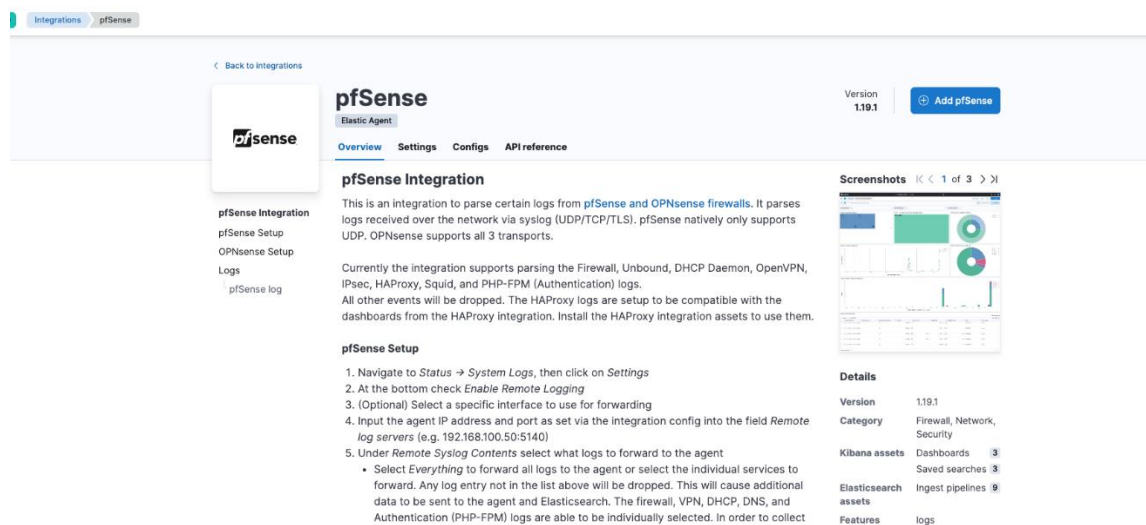 Integrations
pfSense
Back to integrations
pfsense
pfSense
Elastic Agent
Version
1.19.1
Add pfSense
Overview
Settings
Configs
API reference
pfSense Integration
pfSense Setup
OPNsense Setup
Logs
pfSense log
pfSense Integration
This is an integration to parse certain logs from pfSense and OPNsense firewalls. It parses
logs received over the network via syslog (UDP/TCP/TLS). pfSense natively only supports
UDP. OPNsense supports all 3 transports.
Currently the integration supports parsing the Firewall, Unbound, DHCP Daemon, OpenVPN,
IPsec, HAProxy, Squid, and PHP-FPM (Authentication) logs.
All other events will be dropped. The HAProxy logs are setup to be compatible with the
dashboards from the HAProxy integration. Install the HAProxy integration assets to use them.
pfSense Setup
1. Navigate to Status → System Logs, then click on Settings
2. At the bottom check Enable Remote Logging
3. (Optional) Select a specific interface to use for forwarding
4. Input the agent IP address and port as set via the integration config into the field Remote
log servers (e.g. 192.168.100.50:5140)
5. Under Remote Syslog Contents select what logs to forward to the agent
• Select Everything to forward all logs to the agent or select the individual services to
forward. Any log entry not in the list above will be dropped. This will cause additional
data to be sent to the agent and Elasticsearch. The firewall, VPN, DHCP, DNS, and
Authentication (PHP-FPM) logs are able to be individually selected. In order to collect
Screenshots 1 of 3
Details
Version 1.19.1
Category Firewall, Network,
Security
Kibana assets Dashboards 3
Saved searches 3
Elasticsearch Ingest pipelines 9
assets
Features logs